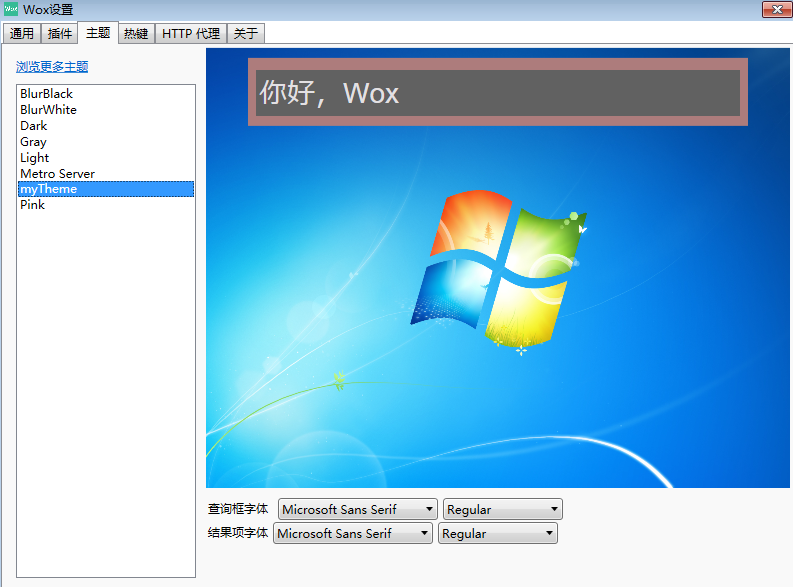 Wox Wox设置
通用 插件 主题 热键 HTTP 代理 关于
浏览更多主题
BlurBlack
BlurWhite
Dark
Gray
Light
Metro Server
myTheme
Pink
你好，Wox
查询框字体 Microsoft Sans Serif Regular
结果项字体 Microsoft Sans Serif Regular